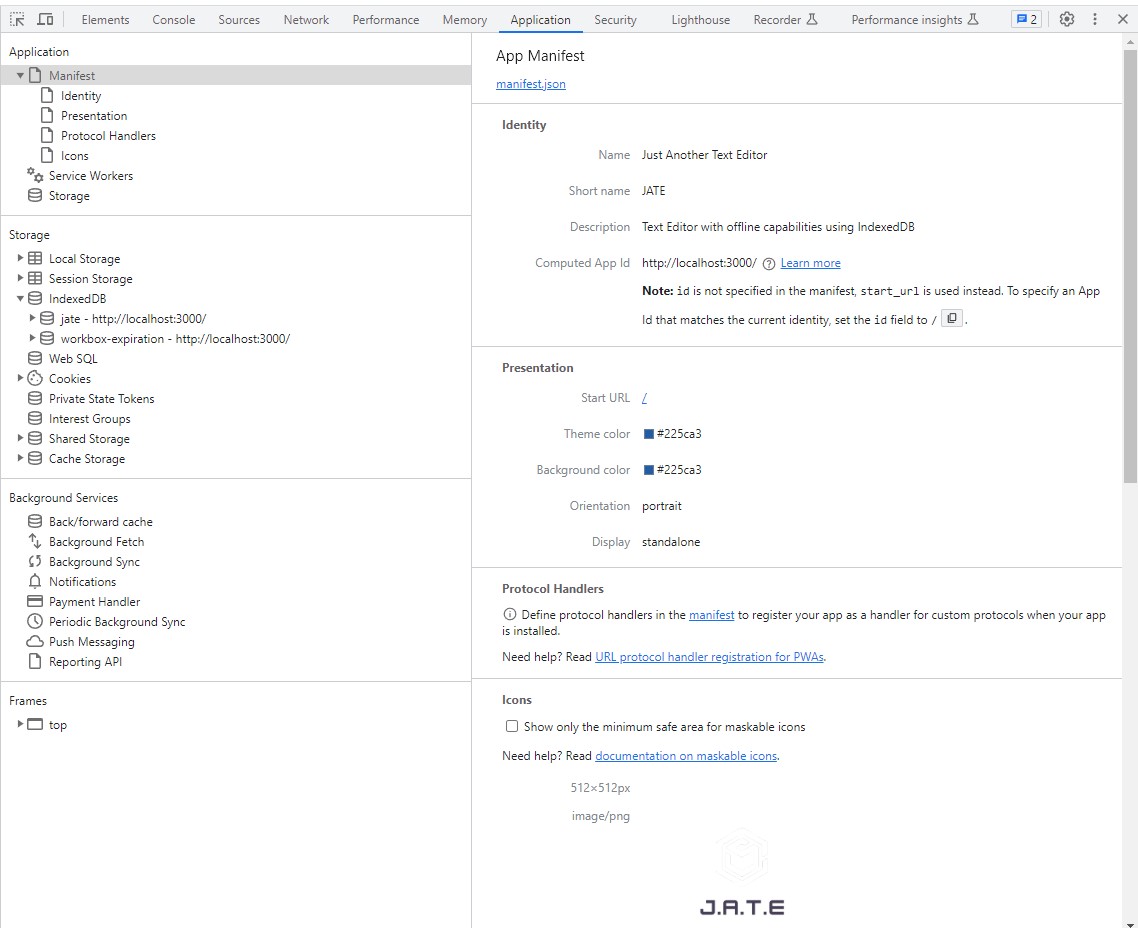 Elements Console Sources Network Performance Memory Application Security Lighthouse Recorder Performance insights 2
Application
Manifest
Identity
Presentation
Protocol Handlers
Icons
Service Workers
Storage
Storage
Local Storage
Session Storage
IndexedDB
jate - http://localhost:3000/
workbox-expiration - http://localhost:3000/
Web SQL
Cookies
Private State Tokens
Interest Groups
Shared Storage
Cache Storage
Background Services
Back/forward cache
Background Fetch
Background Sync
Notifications
Payment Handler
Periodic Background Sync
Push Messaging
Reporting API
Frames
top
App Manifest
manifest.json
Identity
Name Just Another Text Editor
Short name JATE
Description Text Editor with offline capabilities using IndexedDB
Computed App Id http://localhost:3000/ Learn more
Note: id is not specified in the manifest, start_url is used instead. To specify an App
Id that matches the current identity, set the id field to / .
Presentation
Start URL /
Theme color #225ca3
Background color #225ca3
Orientation portrait
Display standalone
Protocol Handlers
Define protocol handlers in the manifest to register your app as a handler for custom protocols when your app
is installed.
Need help? Read URL protocol handler registration for PWAs.
Icons
Show only the minimum safe area for maskable icons
Need help? Read documentation on maskable icons.
512×512px
image/png
J.A.T.E